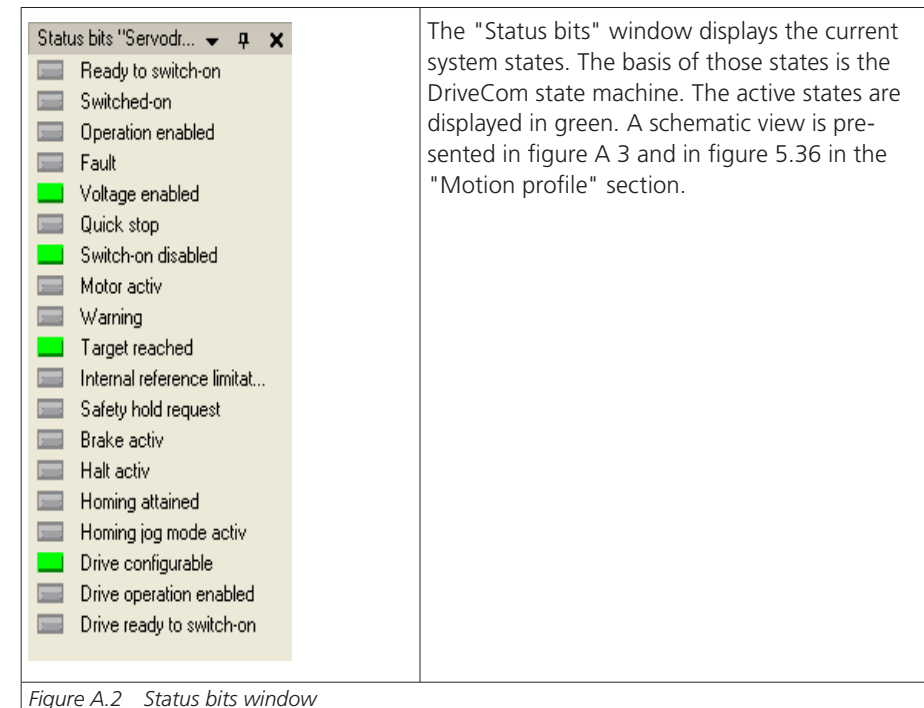 Status bits "Servodr...
Ready to switch-on
Switched-on
Operation enabled
Fault
Voltage enabled
Quick stop
Switch-on disabled
Motor activ
Warning
Target reached
Internal reference limitat...
Safety hold request
Brake activ
Halt activ
Homing attained
Homing jog mode activ
Drive configurable
Drive operation enabled
Drive ready to switch-on
The "Status bits" window displays the current
system states. The basis of those states is the
DriveCom state machine. The active states are
displayed in green. A schematic view is pre-
sented in figure A 3 and in figure 5.36 in the
"Motion profile" section.
Figure A.2 Status bits window